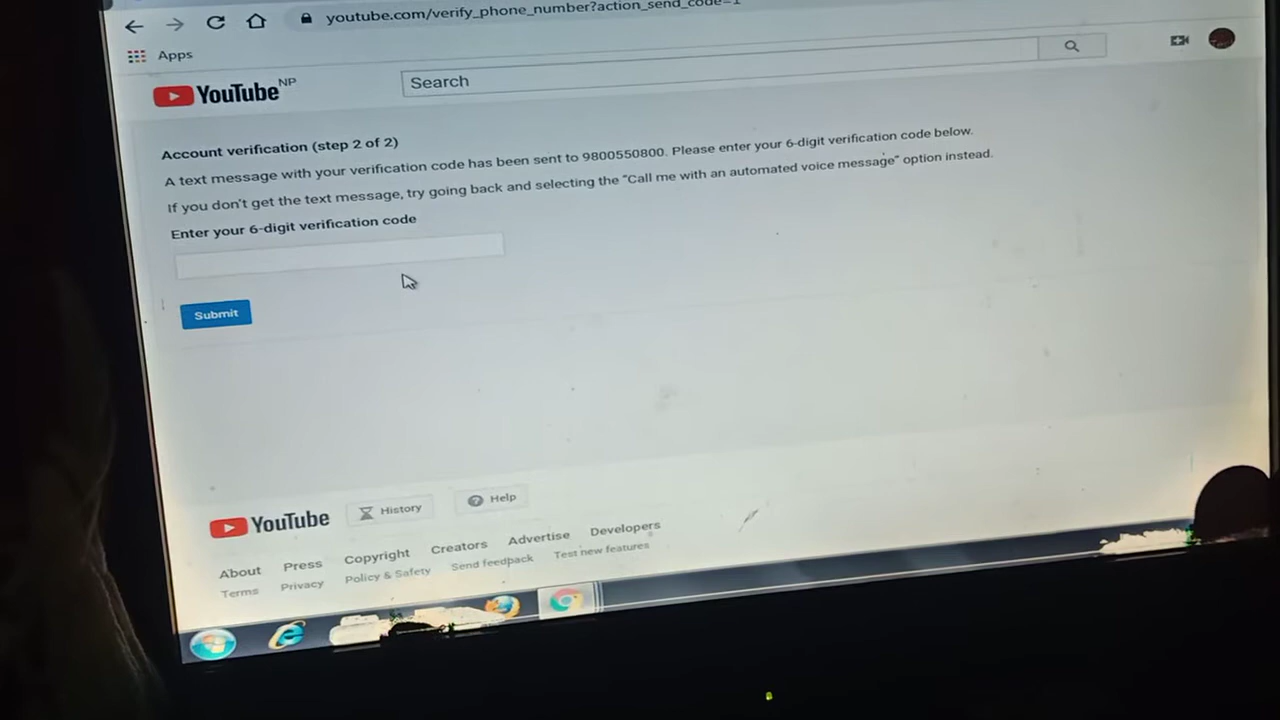 youtube.com/verify_phone_number?action_send_code=1
Apps
YouTube NP
Search
Account verification (step 2 of 2)
A text message with your verification code has been sent to 9800550800. Please enter your 6-digit verification code below.
If you don't get the text message, try going back and selecting the "Call me with an automated voice message" option instead.
Enter your 6-digit verification code
Submit
YouTube History Help
About Press Copyright Creators Advertise Developers
Terms Privacy Policy & Safety Send feedback Test new features